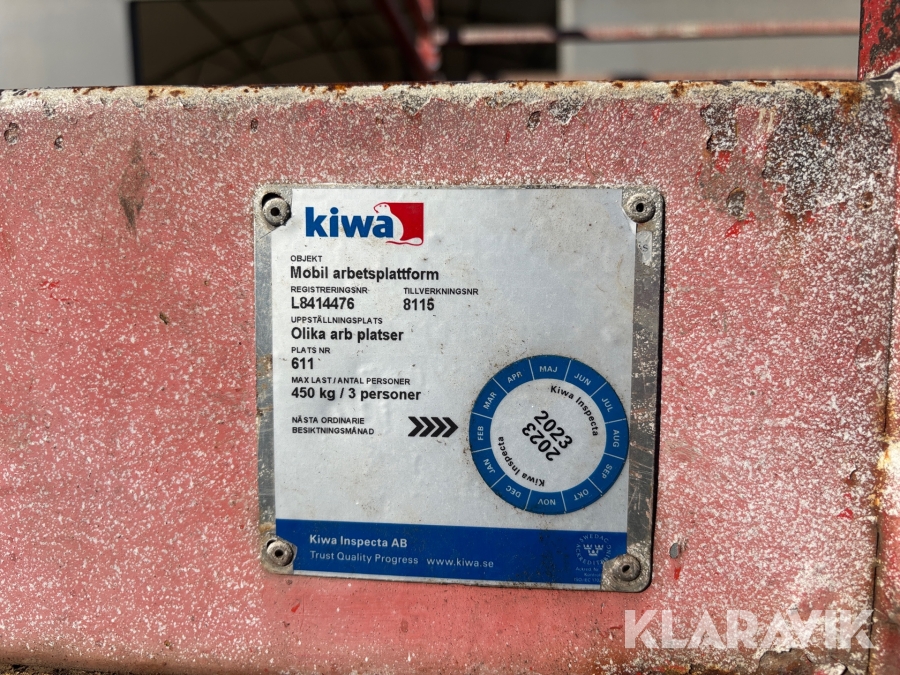 kiwa
OBJEKT
Mobil arbetsplattform
REGISTRERINGSNR TILLVERKNINGSNR
L8414476 8115
UPPSTÄLLNINGSPLATS
Olika arb platser
PLATS NR
611
MAX LAST / ANTAL PERSONER
450 kg / 3 personer
NÄSTA ORDINARIE
BESIKTNINGSMÅNAD
JAN FEB MAR APR MAJ JUN JUL AUG SEP OKT NOV DEC
Kiwa Inspecta
2023
2023
Kiwa Inspecta
Kiwa Inspecta AB
Trust Quality Progress www.kiwa.se
SWEDAC
ACKREDITERING
KLARAVIK